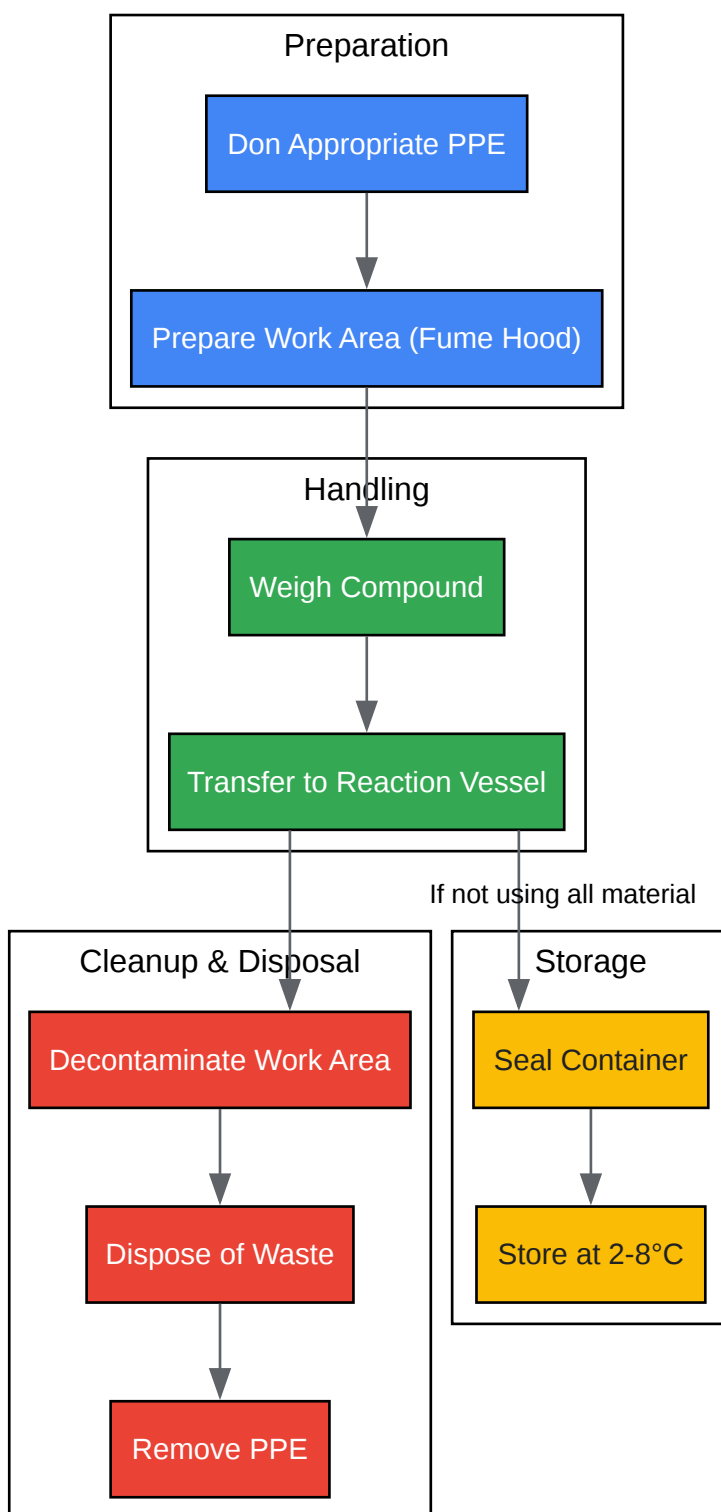 Preparation
Don Appropriate PPE
Prepare Work Area (Fume Hood)
Handling
Weigh Compound
Transfer to Reaction Vessel
If not using all material
Cleanup & Disposal
Decontaminate Work Area
Dispose of Waste
Remove PPE
Storage
Seal Container
Store at 2-8°C